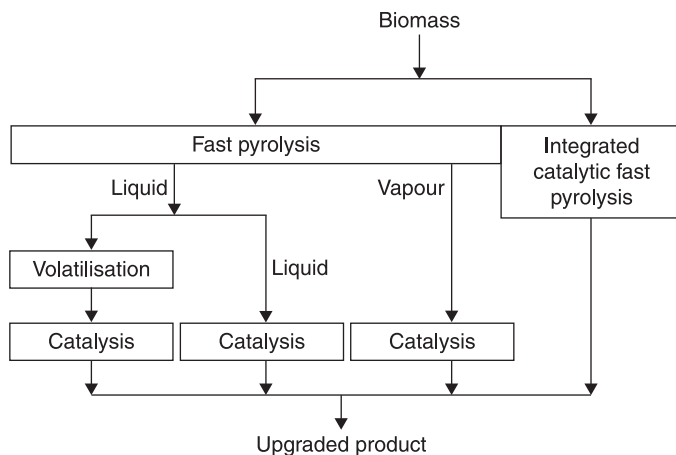 Biomass
Fast pyrolysis
Integrated
catalytic fast
pyrolysis
Liquid
Vapour
Volatilisation
Liquid
Catalysis
Catalysis
Catalysis
Upgraded product